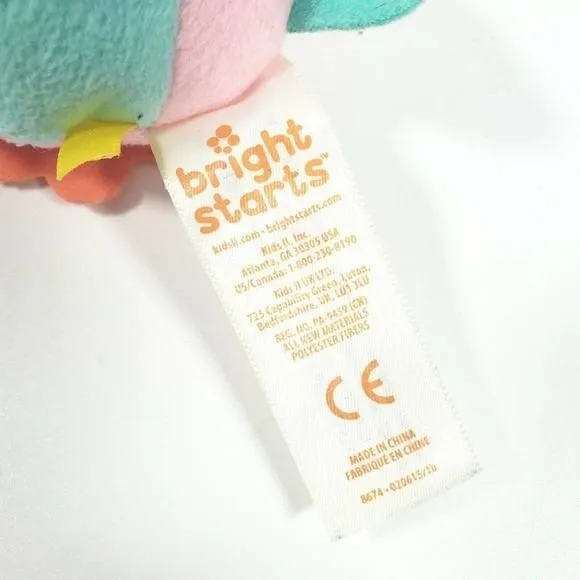 bright
starts™
kidsii.com • brightstarts.com
Kids II, Inc.
Atlanta, GA 30305 USA
US/Canada: 1-800-230-8190
Kids II UK LTD.
725 Capability Green, Luton,
Bedfordshire, UK, LU1 3LU
REG. NO. PA-9459 (CN)
ALL NEW MATERIALS
POLYESTER FIBERS
CE
MADE IN CHINA
FABRIQUÉ EN CHINE
8674-020615/1b